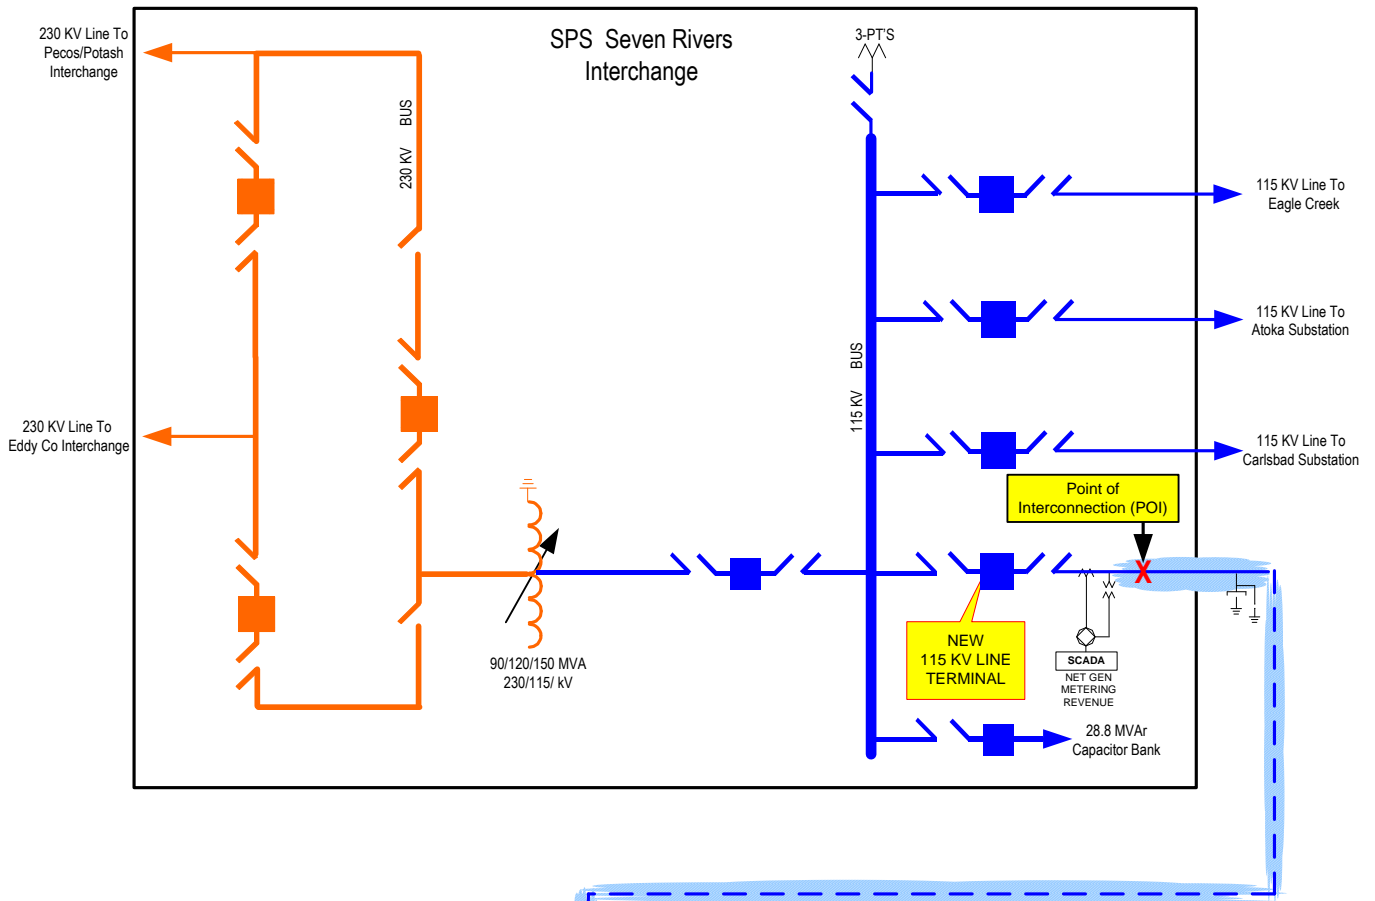 230 KV Line To
Pecos/Potash
Interchange
SPS Seven Rivers
Interchange
3-PT'S
230 KV BUS
115 KV Line To
Eagle Creek
115 KV Line To
Atoka Substation
115 KV BUS
230 KV Line To
Eddy Co Interchange
115 KV Line To
Carlsbad Substation
Point of
Interconnection (POI)
X
NEW
115 KV LINE
TERMINAL
SCADA
NET GEN
METERING
REVENUE
90/120/150 MVA
230/115/ kV
28.8 MVAr
Capacitor Bank